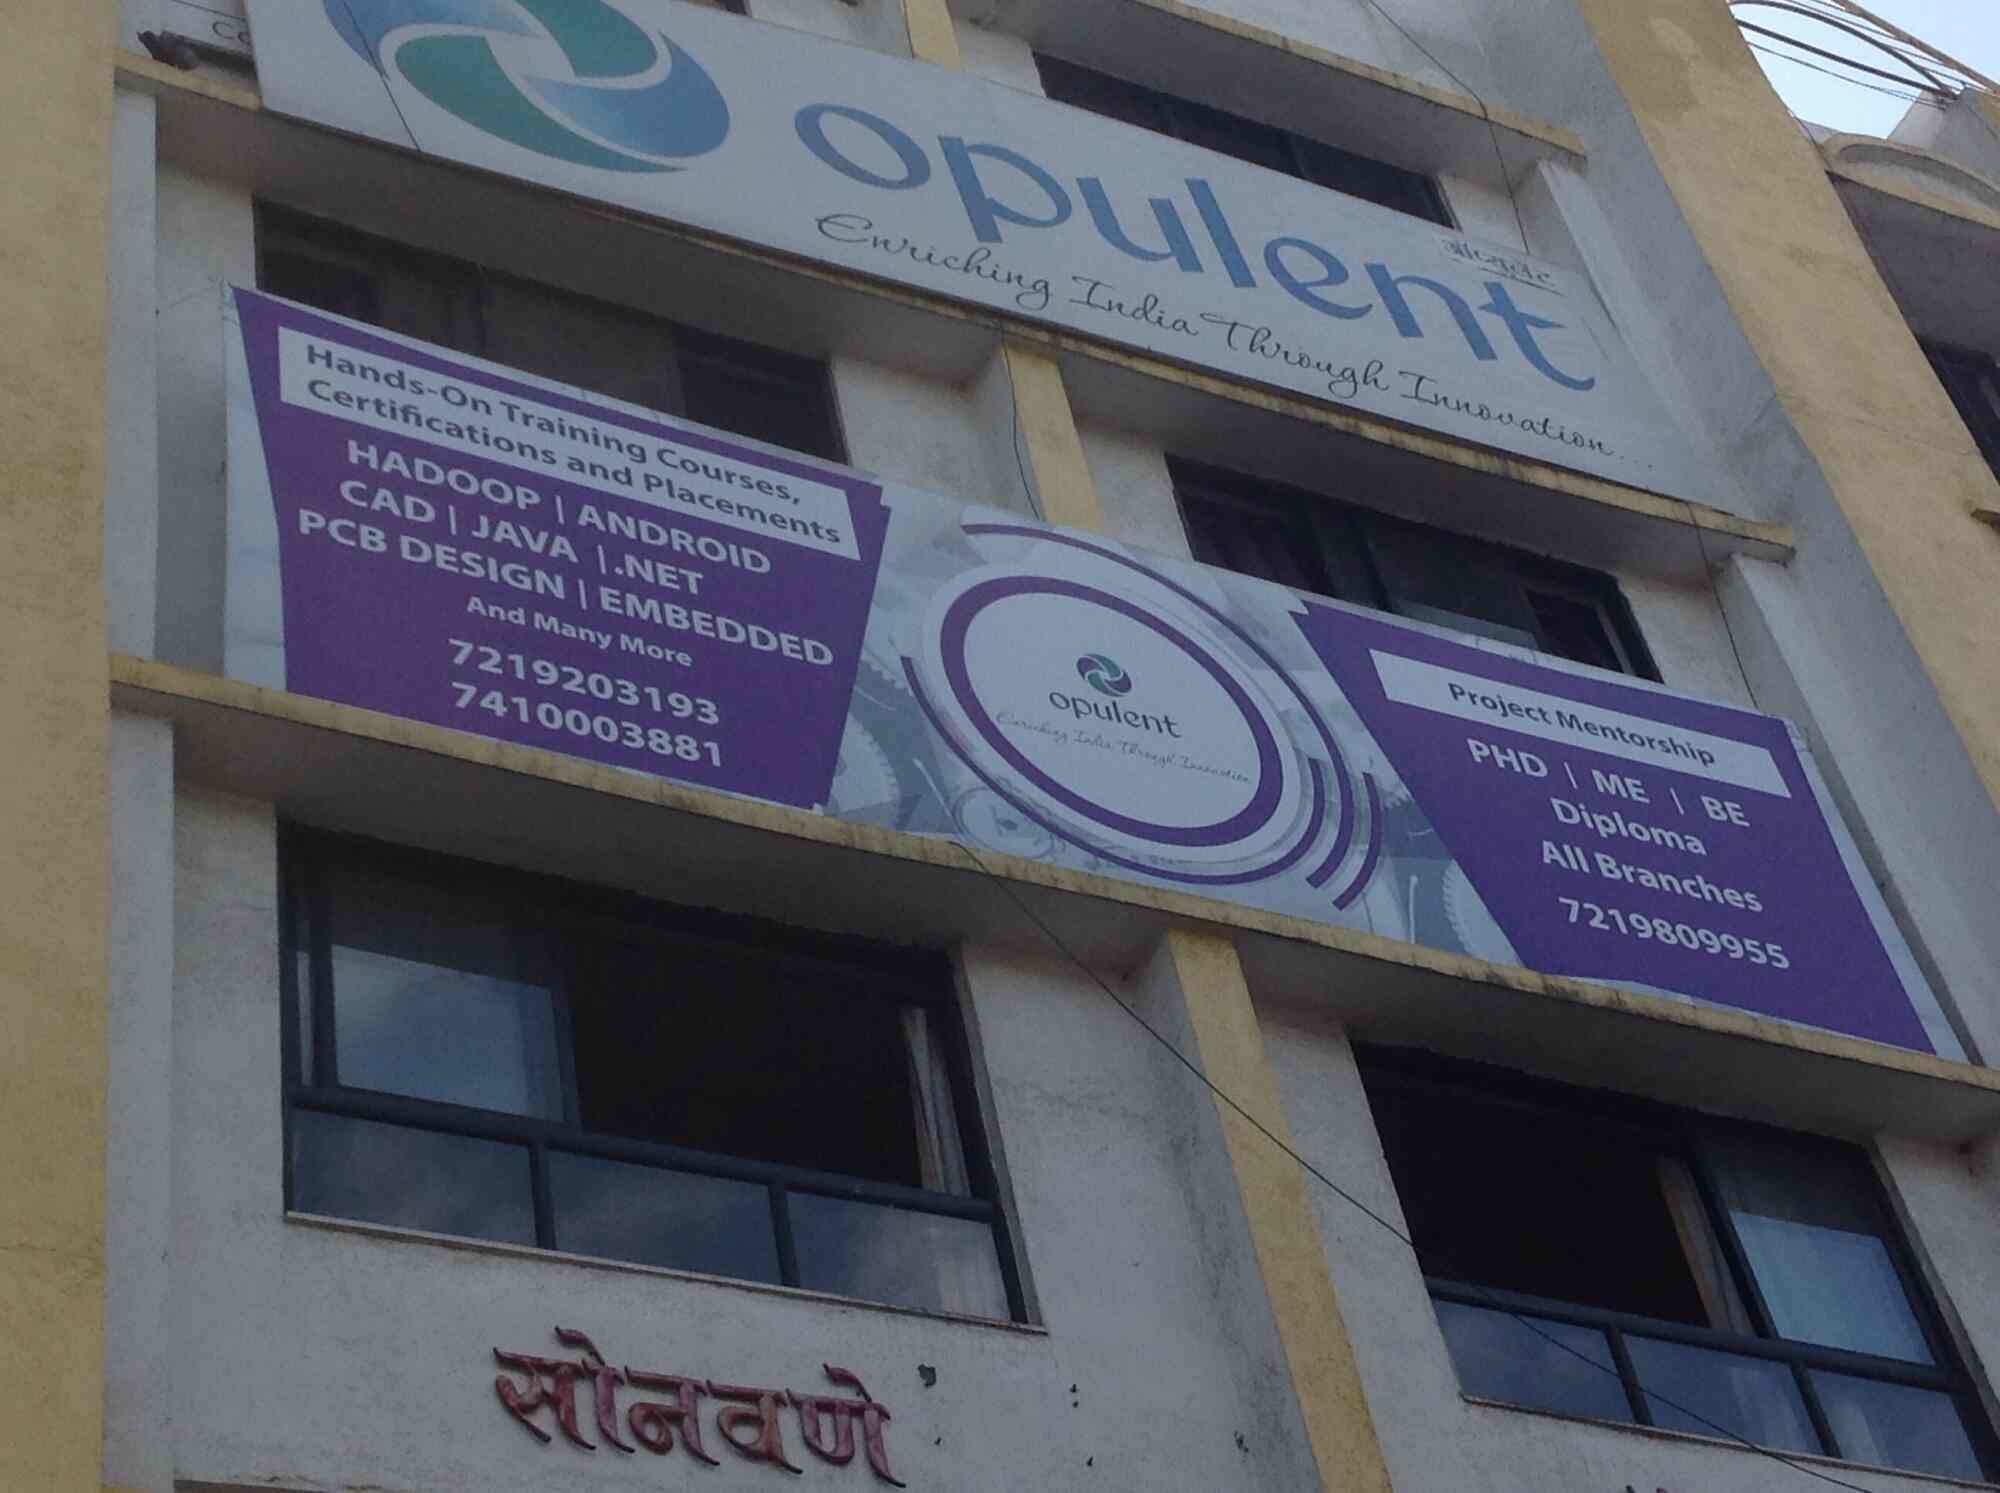 opulent
Enriching India Through Innovation...
Hands-On Training Courses,
Certifications and Placements
HADOOP | ANDROID
CAD | JAVA | .NET
PCB DESIGN | EMBEDDED
And Many More
7219203193
7410003881
opulent
Enriching India Through Innovation
Project Mentorship
PHD | ME | BE
Diploma
All Branches
7219809955
सोनवणे